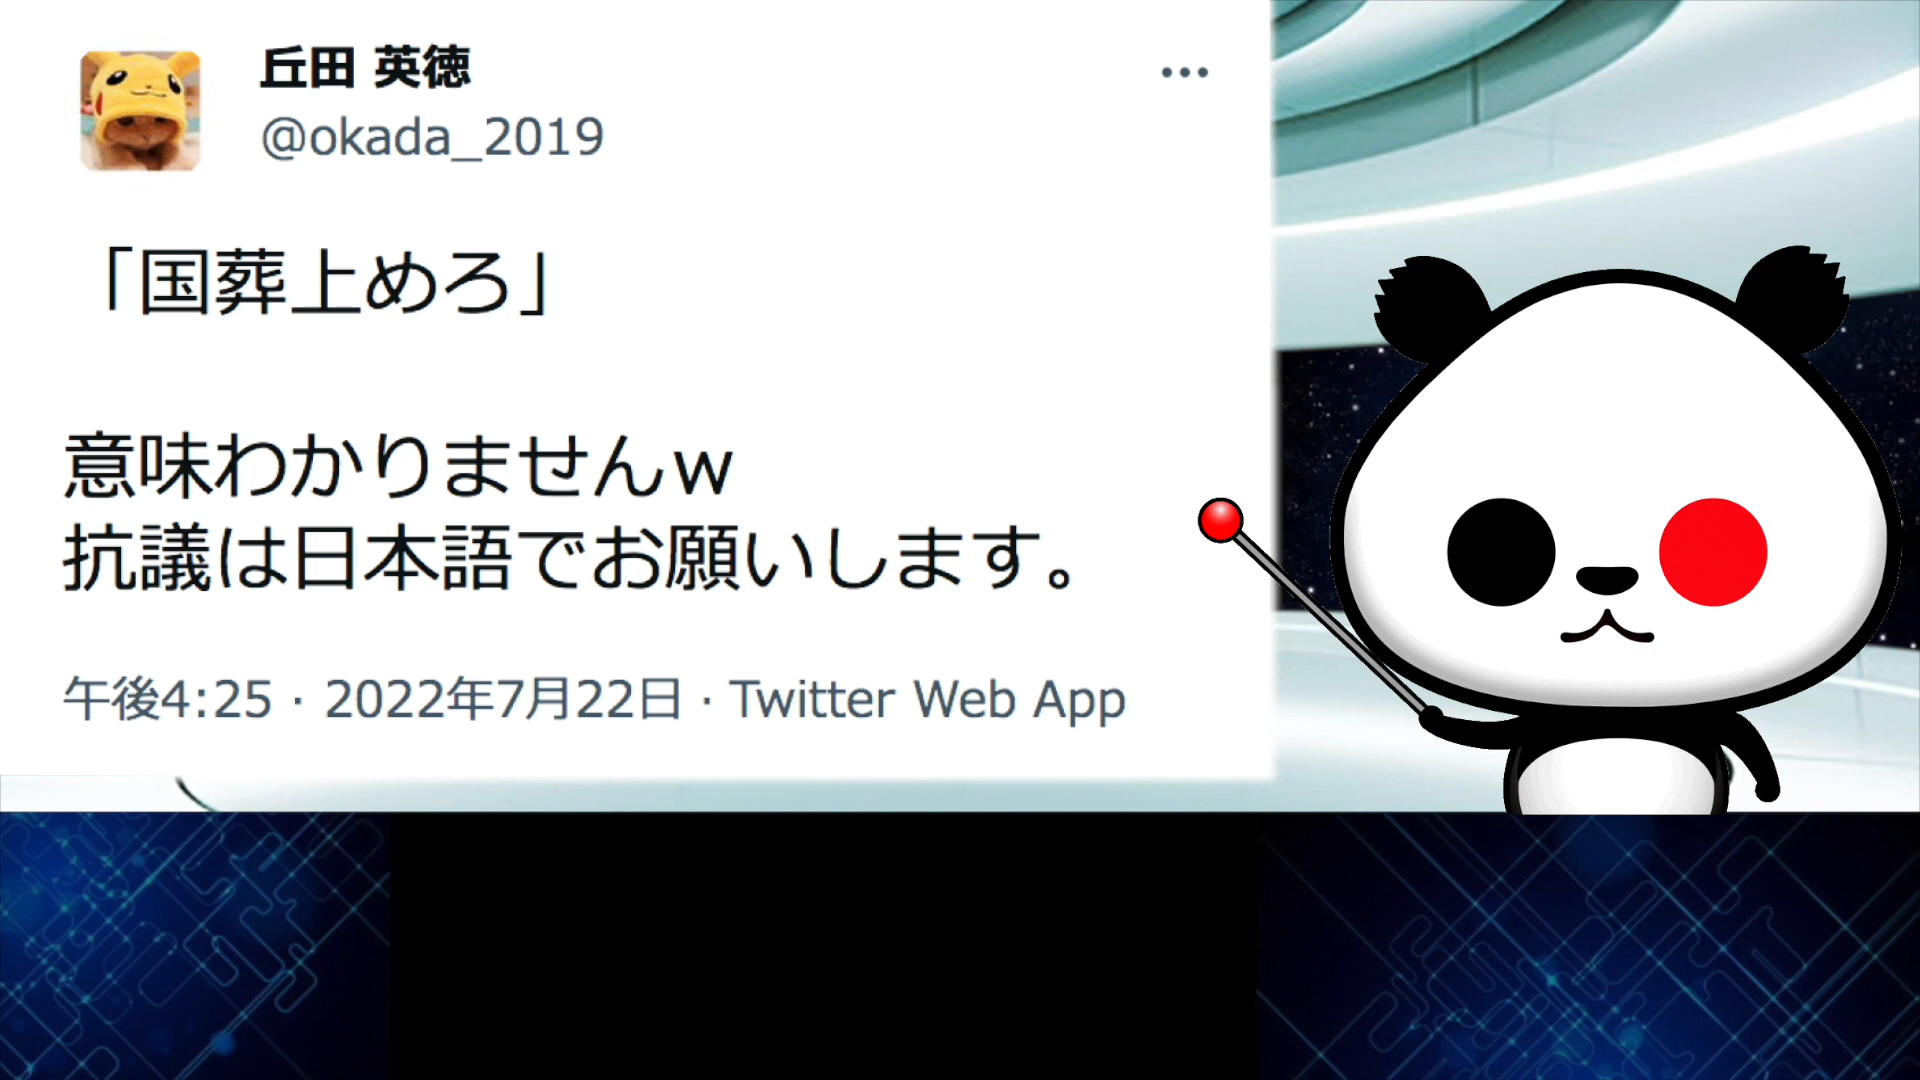 丘田 英徳
@okada_2019
「国葬上めろ」
意味わかりませんw
抗議は日本語でお願いします。
午後4:25 · 2022年7月22日 · Twitter Web App